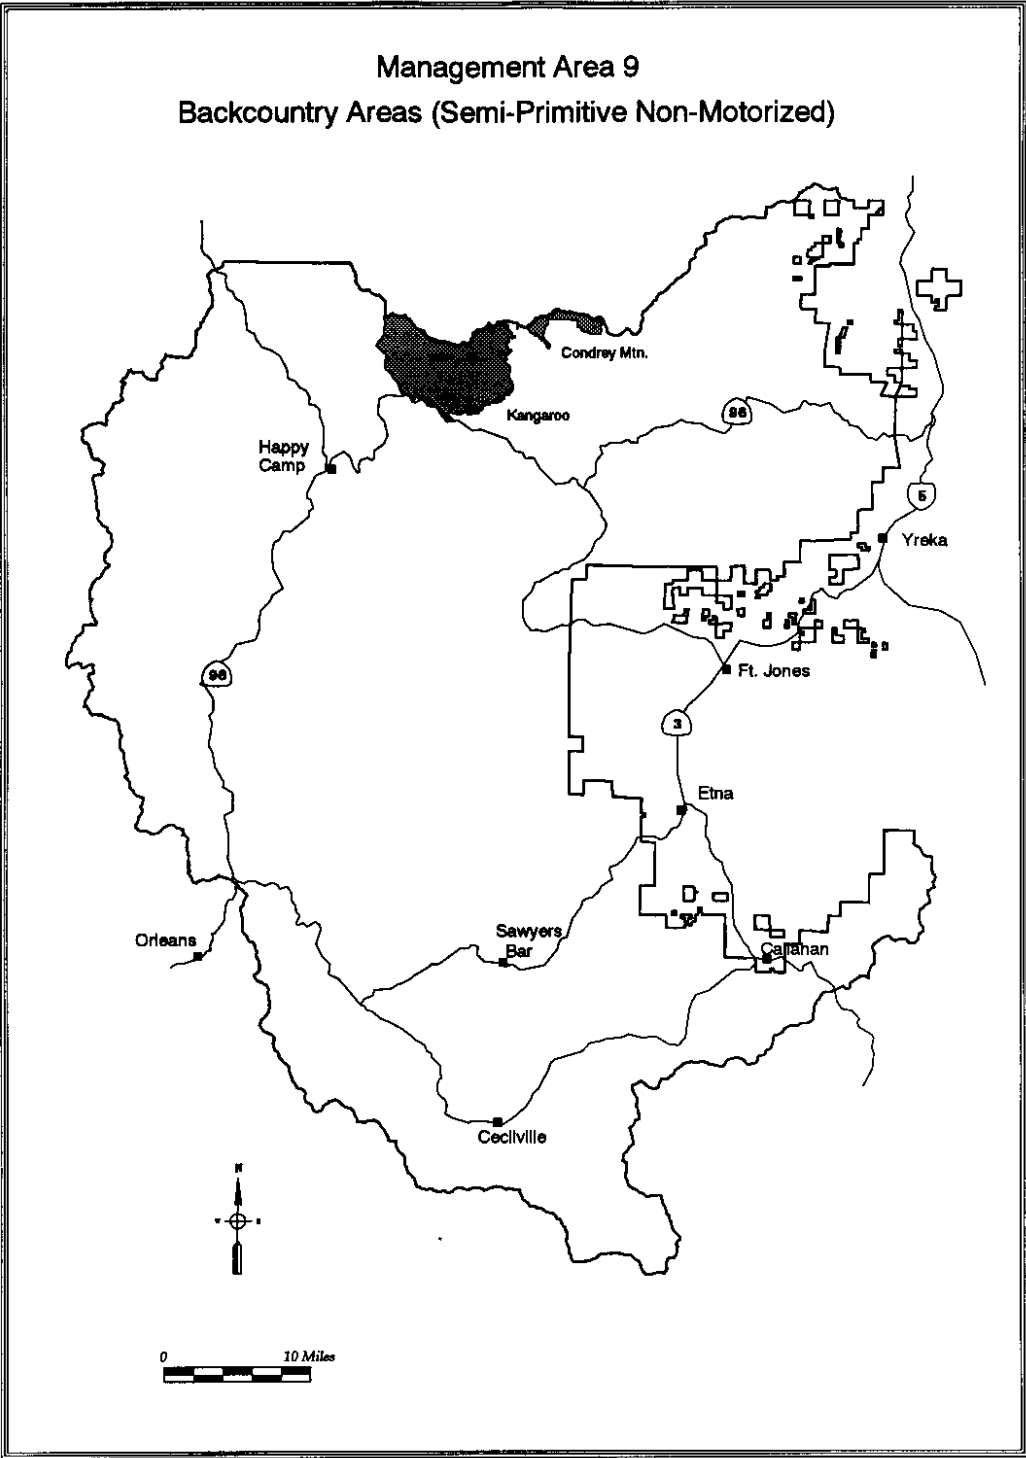 Management Area 9
Backcountry Areas (Semi-Primitive Non-Motorized)
Condrey Mtn.
Kangaroo
96
Happy
Camp
5
Yreka
96
Ft. Jones
3
Etna
Orleans
Sawyers
Bar
Callahan
Cecilville
N
0 10 Miles